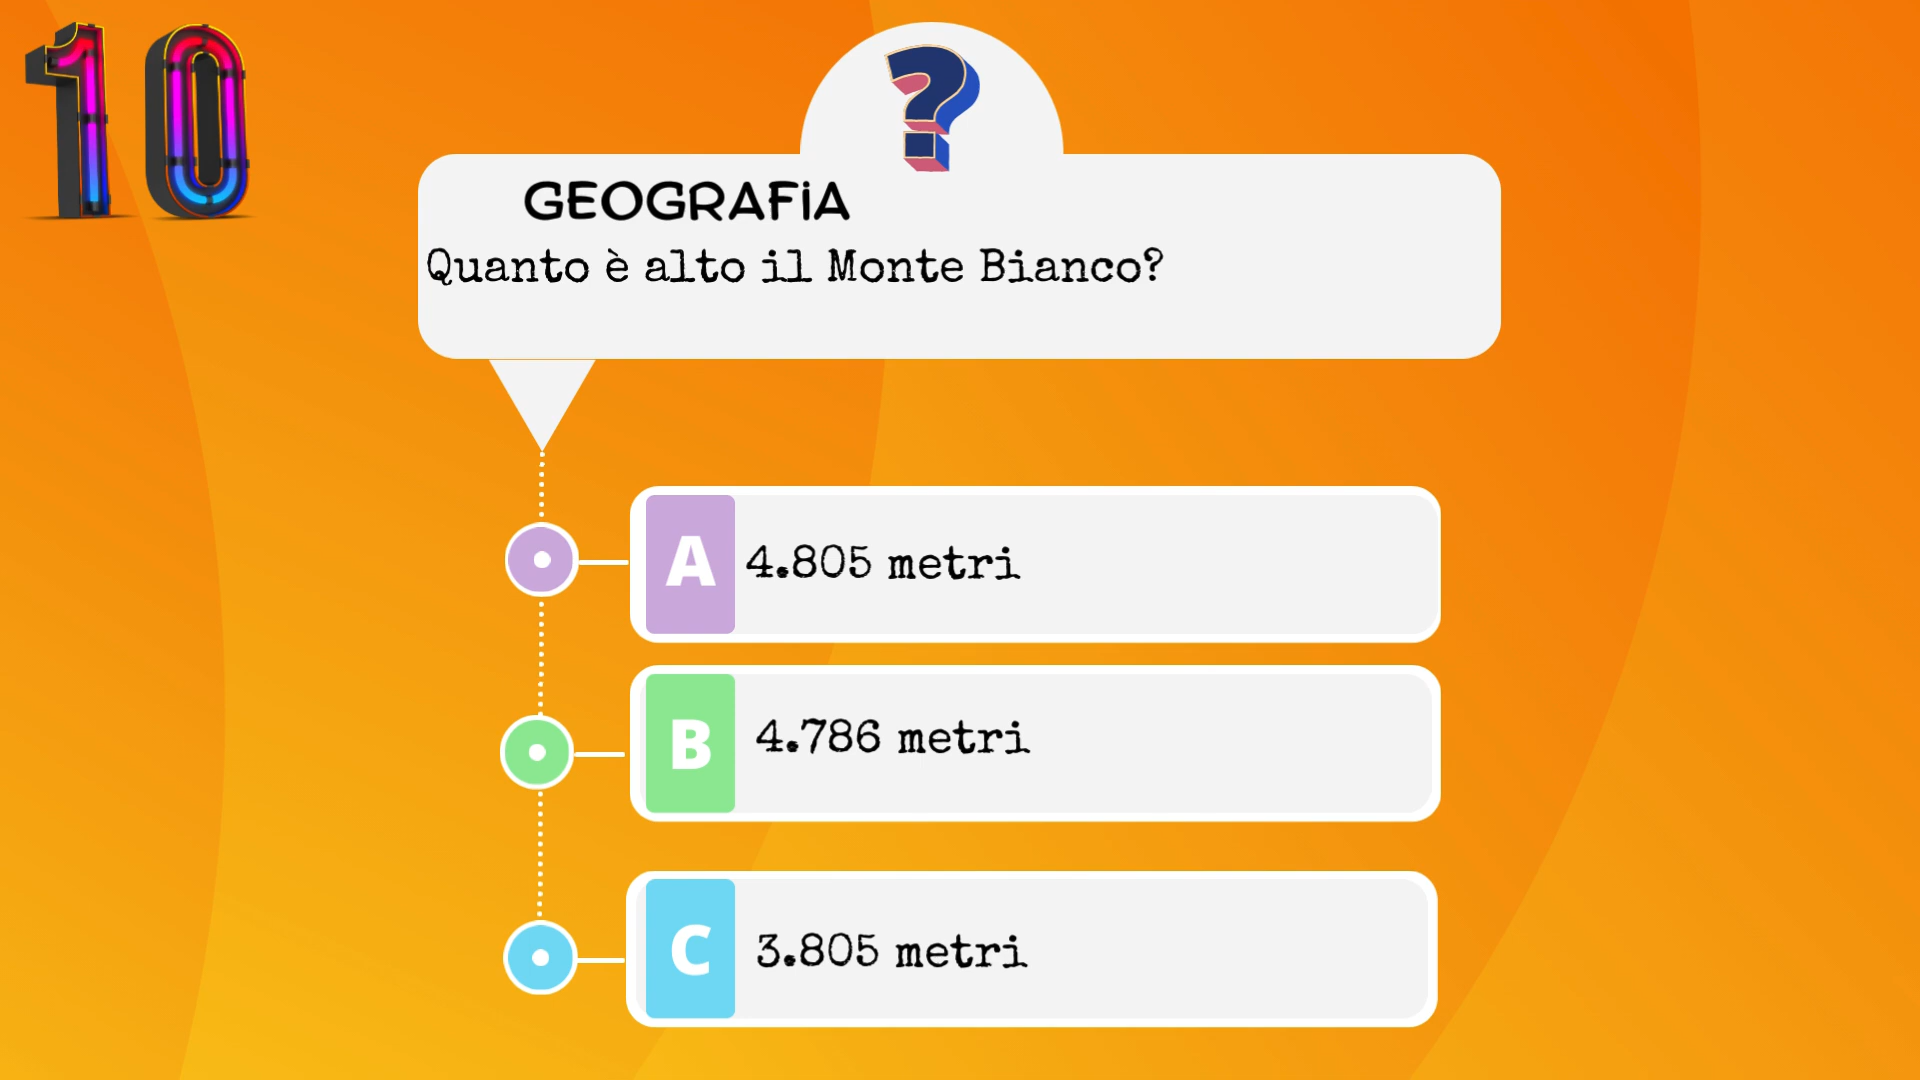 10
?
GEOGRAFiA
Quanto è alto il Monte Bianco?
A 4.805 metri
B 4.786 metri
C 3.805 metri